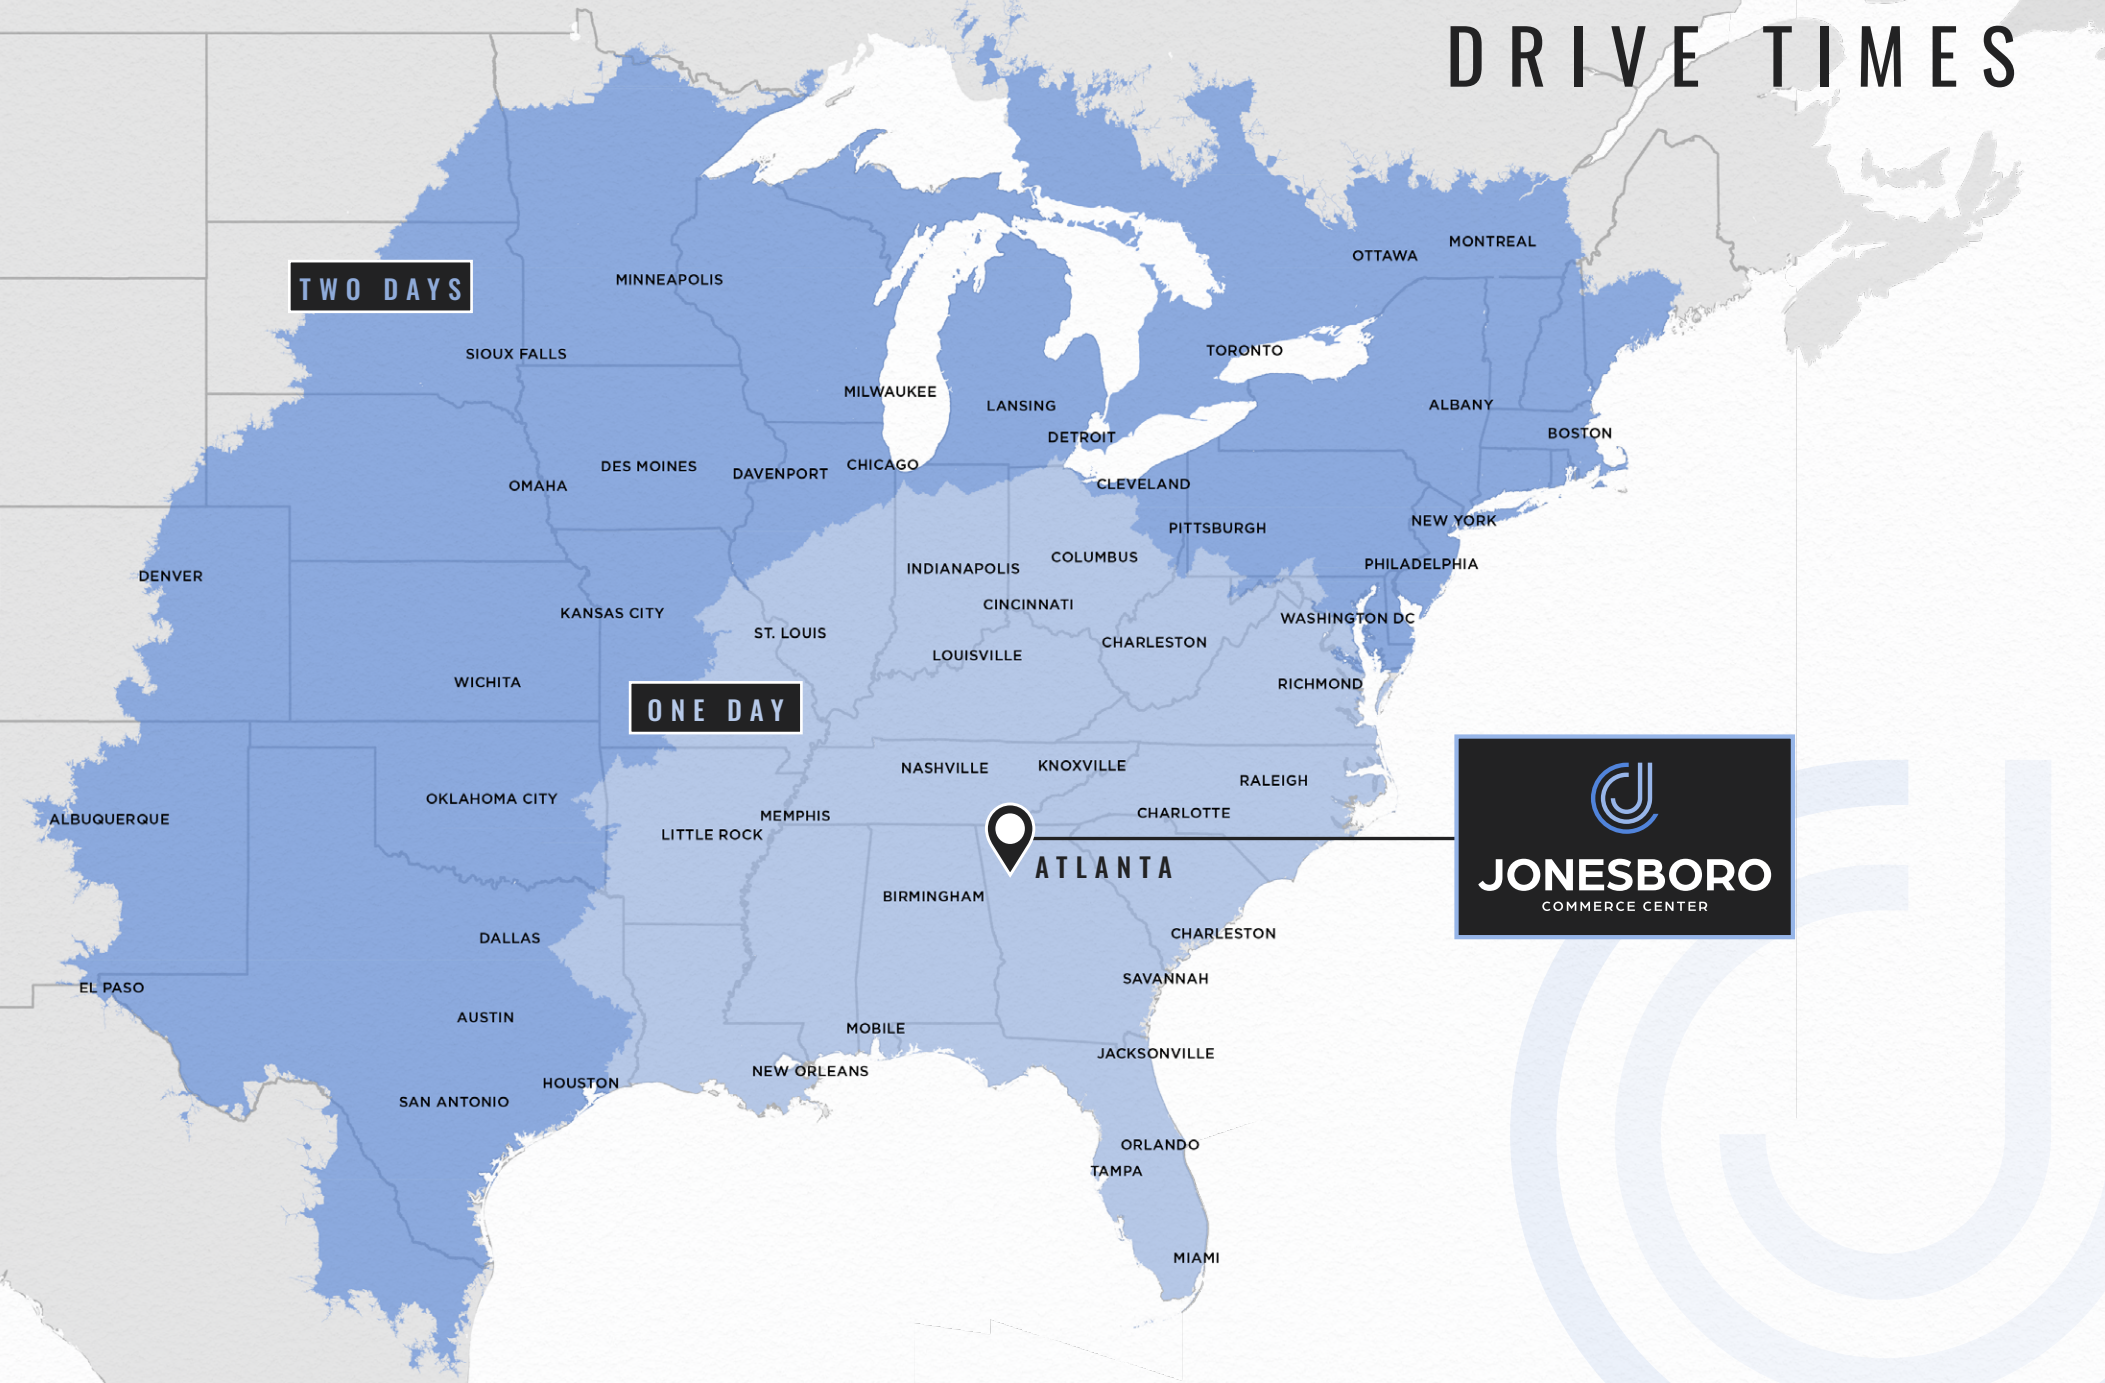 DRIVE TIMES
MONTREAL
OTTAWA
MINNEAPOLIS
TWO DAYS
TORONTO
SIOUX FALLS
MILWAUKEE
LANSING
ALBANY
DETROIT
BOSTON
CHICAGO
DES MOINES
DAVENPORT
CLEVELAND
OMAHA
NEW YORK
PITTSBURGH
COLUMBUS
PHILADELPHIA
INDIANAPOLIS
DENVER
CINCINNATI
KANSAS CITY
WASHINGTON DC
ST. LOUIS
CHARLESTON
LOUISVILLE
WICHITA
RICHMOND
ONE DAY
KNOXVILLE
NASHVILLE
RALEIGH
OKLAHOMA CITY
CHARLOTTE
MEMPHIS
ALBUQUERQUE
LITTLE ROCK
ATLANTA
JONESBORO
COMMERCE CENTER
BIRMINGHAM
CHARLESTON
DALLAS
SAVANNAH
EL PASO
AUSTIN
MOBILE
JACKSONVILLE
NEW ORLEANS
HOUSTON
SAN ANTONIO
ORLANDO
TAMPA
MIAMI